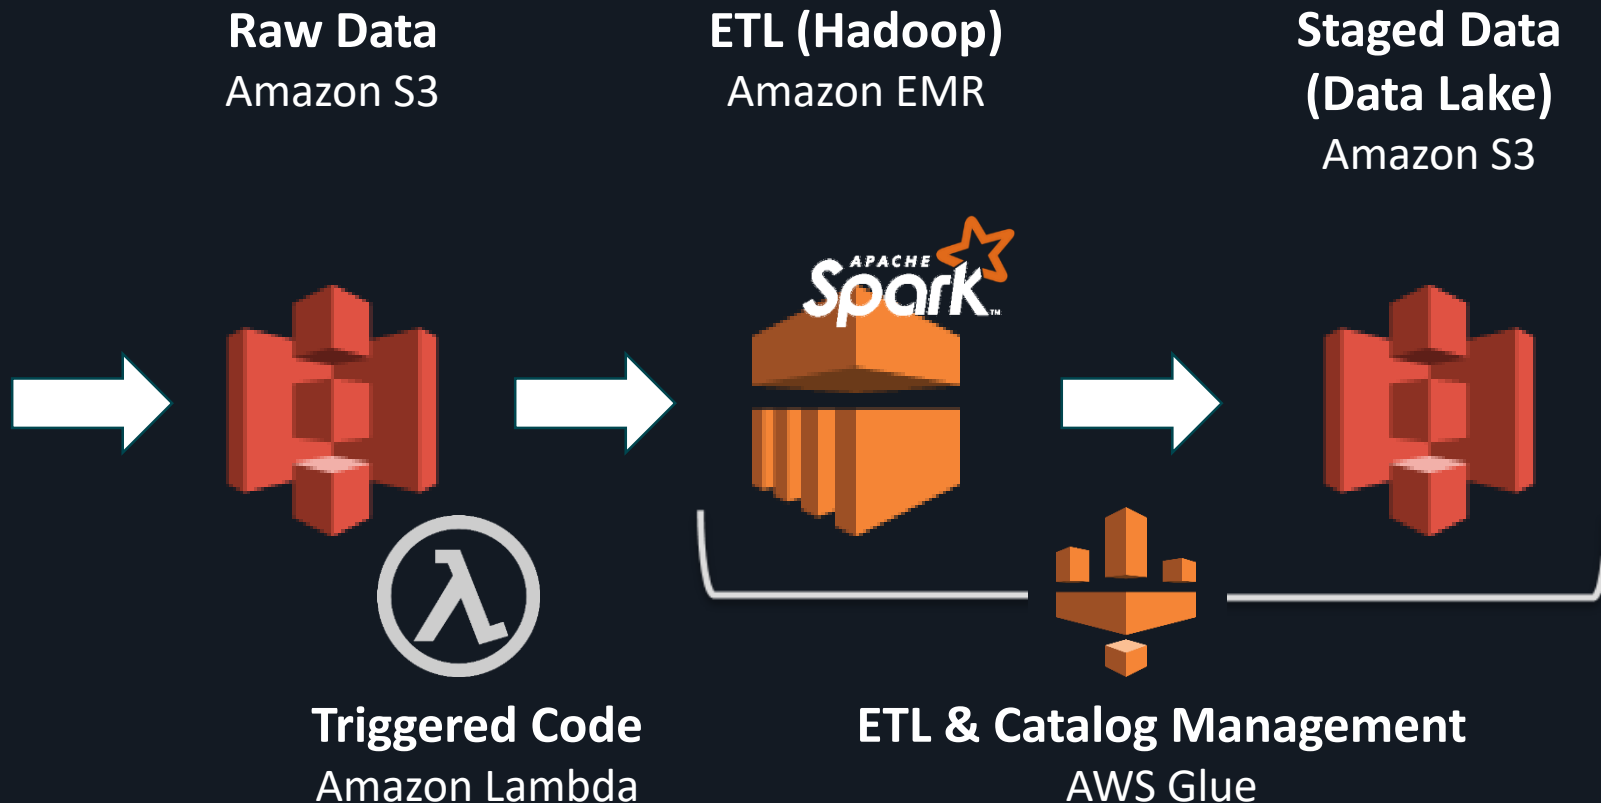 Raw Data
Amazon S3
ETL (Hadoop)
Amazon EMR
Staged Data
(Data Lake)
Amazon S3
APACHE
Spark™
λ
Triggered Code
Amazon Lambda
ETL & Catalog Management
AWS Glue